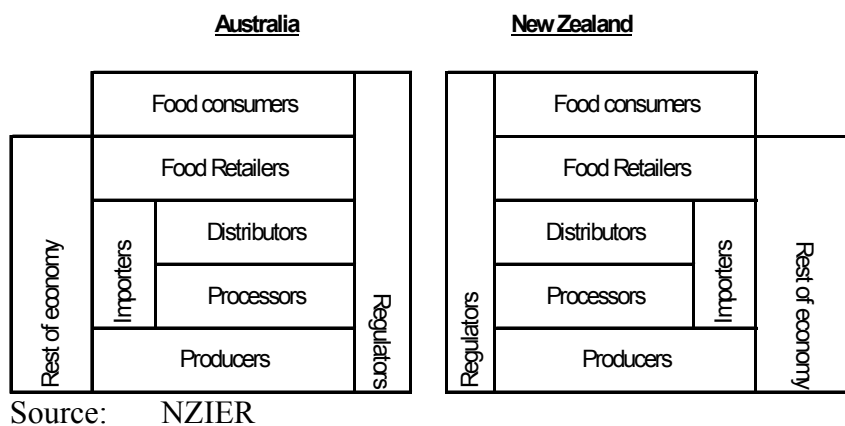 Australia
Food consumers
Food Retailers
Distributors
Processors
Producers
Importers
Rest of economy
Regulators
New Zealand
Food consumers
Food Retailers
Distributors
Processors
Producers
Importers
Rest of economy
Regulators
Source: NZIER